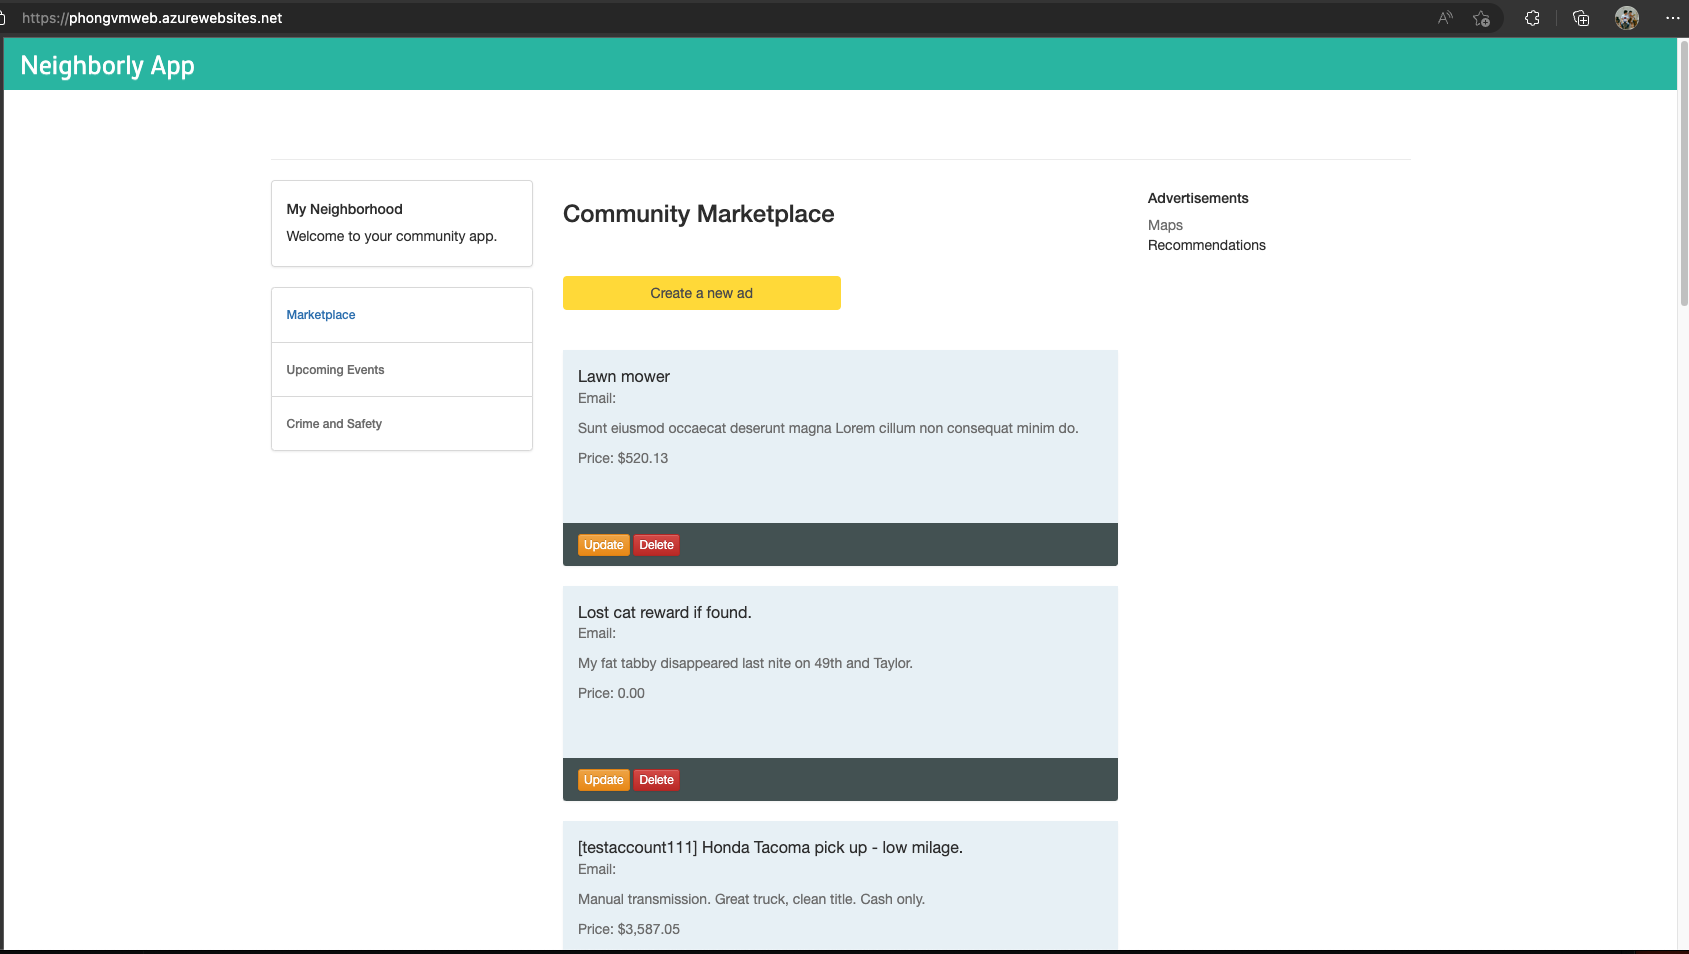 https://phongvmweb.azurewebsites.net
Neighborly App
My Neighborhood
Welcome to your community app.
Marketplace
Upcoming Events
Crime and Safety
Community Marketplace
Create a new ad
Lawn mower
Email:
Sunt eiusmod occaecat deserunt magna Lorem cillum non consequat minim do.
Price: $520.13
Update Delete
Lost cat reward if found.
Email:
My fat tabby disappeared last nite on 49th and Taylor.
Price: 0.00
Update Delete
[testaccount111] Honda Tacoma pick up - low milage.
Email:
Manual transmission. Great truck, clean title. Cash only.
Price: $3,587.05
Advertisements
Maps
Recommendations